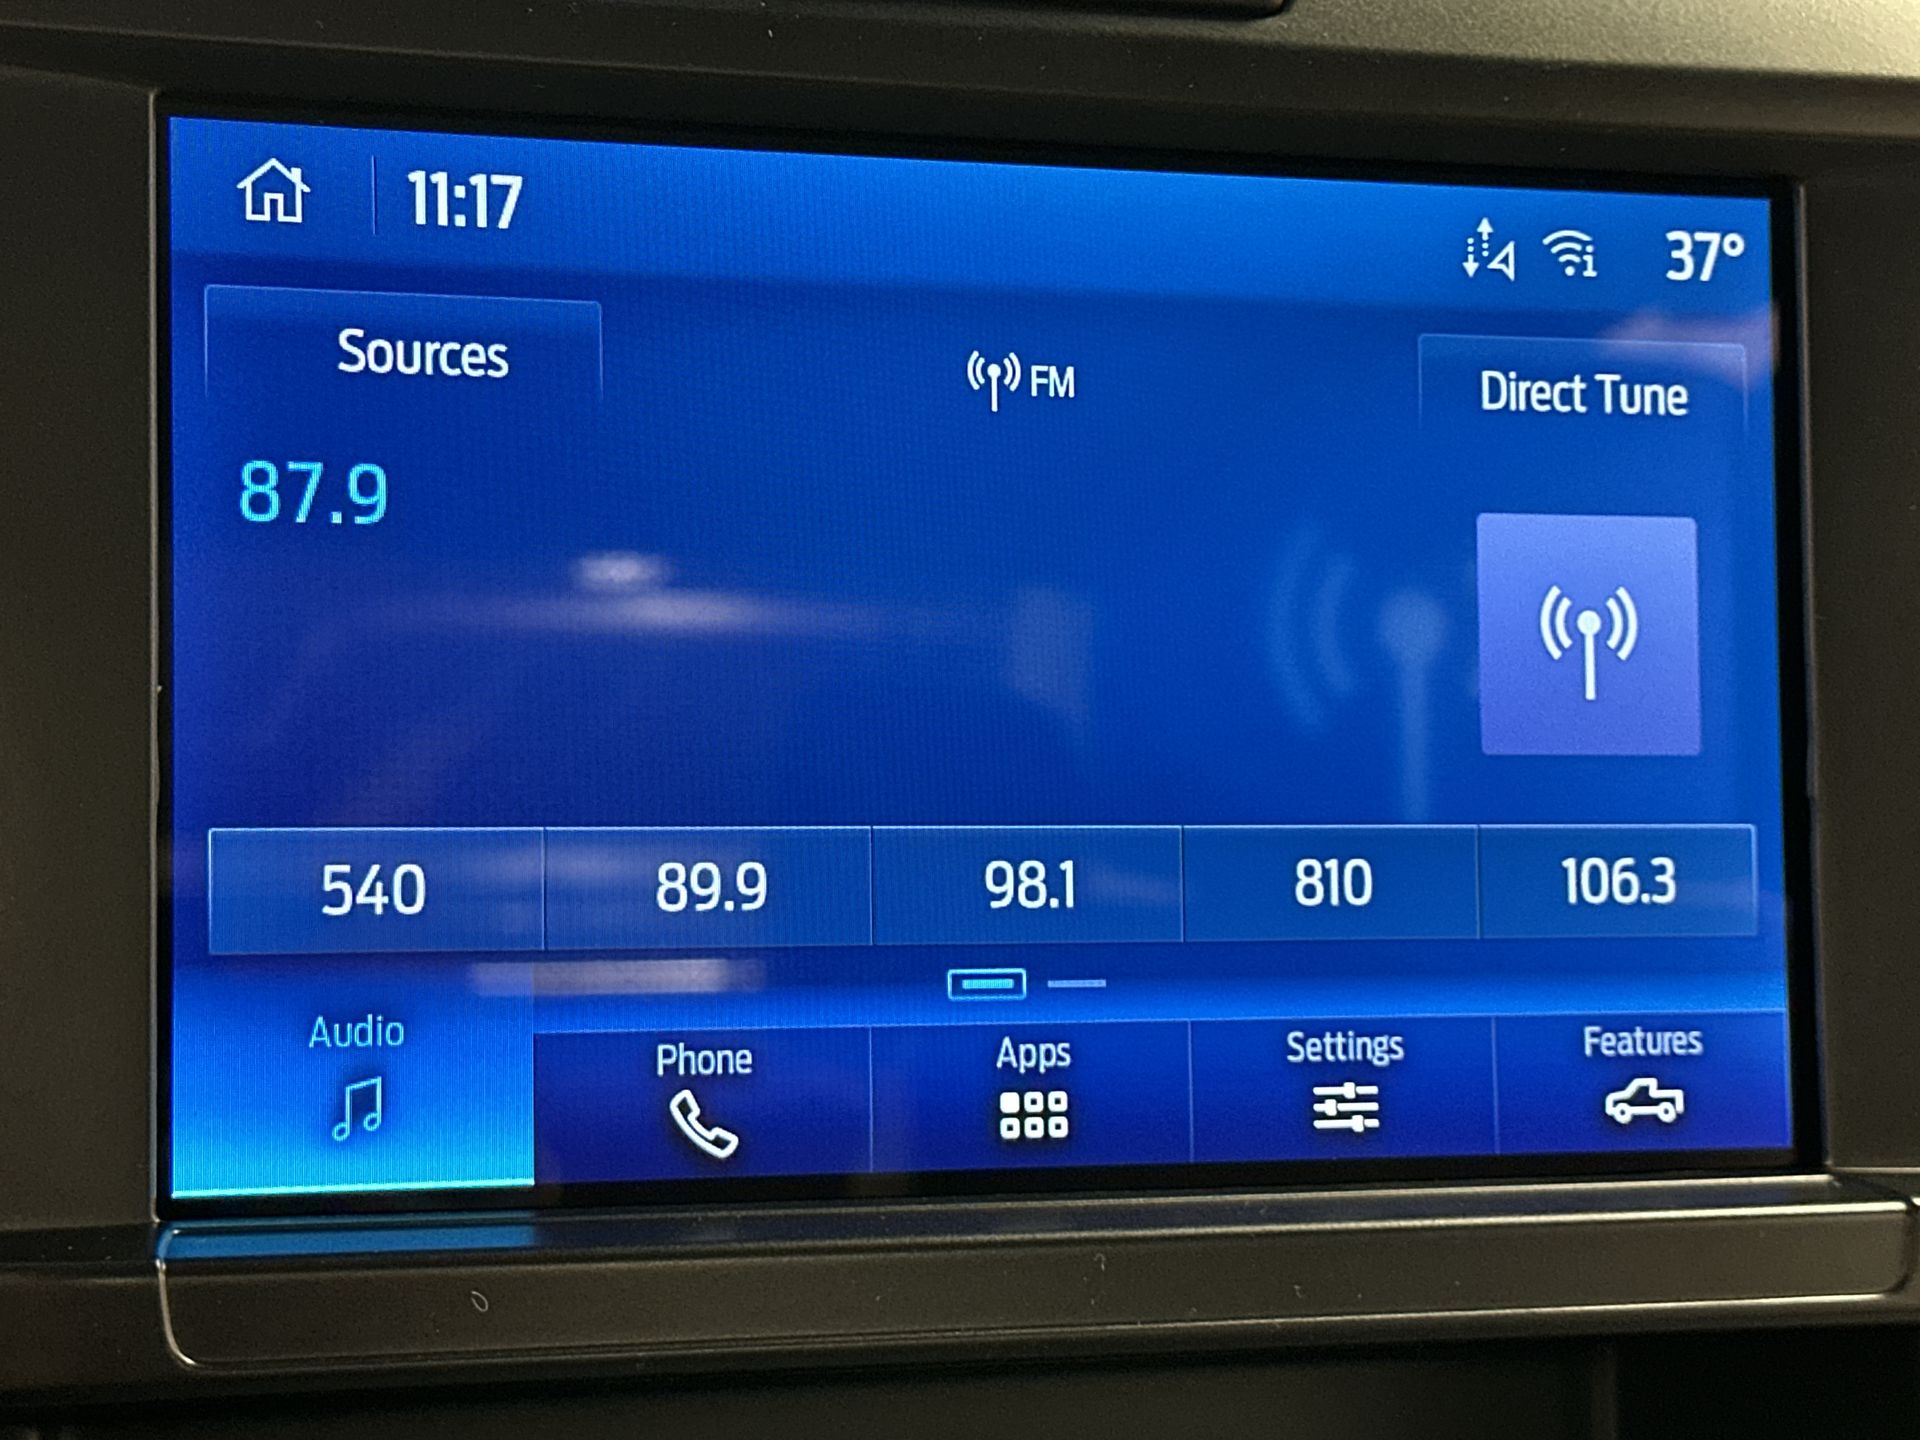 11:17
37°
Sources
FM
Direct Tune
87.9
540
89.9
98.1
810
106.3
Audio
Phone
Apps
Settings
Features